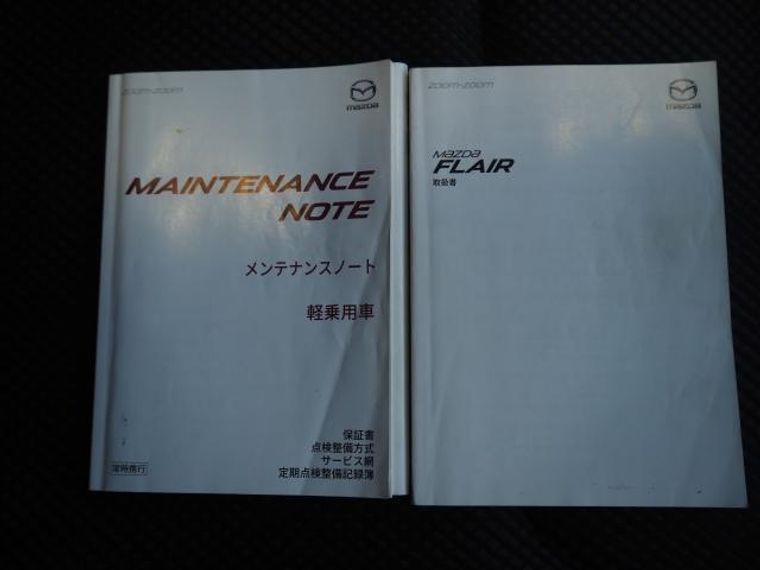 zoom-zoom
mazda
MAINTENANCE
NOTE
メンテナンスノート
軽乗用車
保証書
点検整備方式
サービス網
定期点検整備記録簿
常時携行
zoom-zoom
mazda
mazda
FLAIR
取扱書